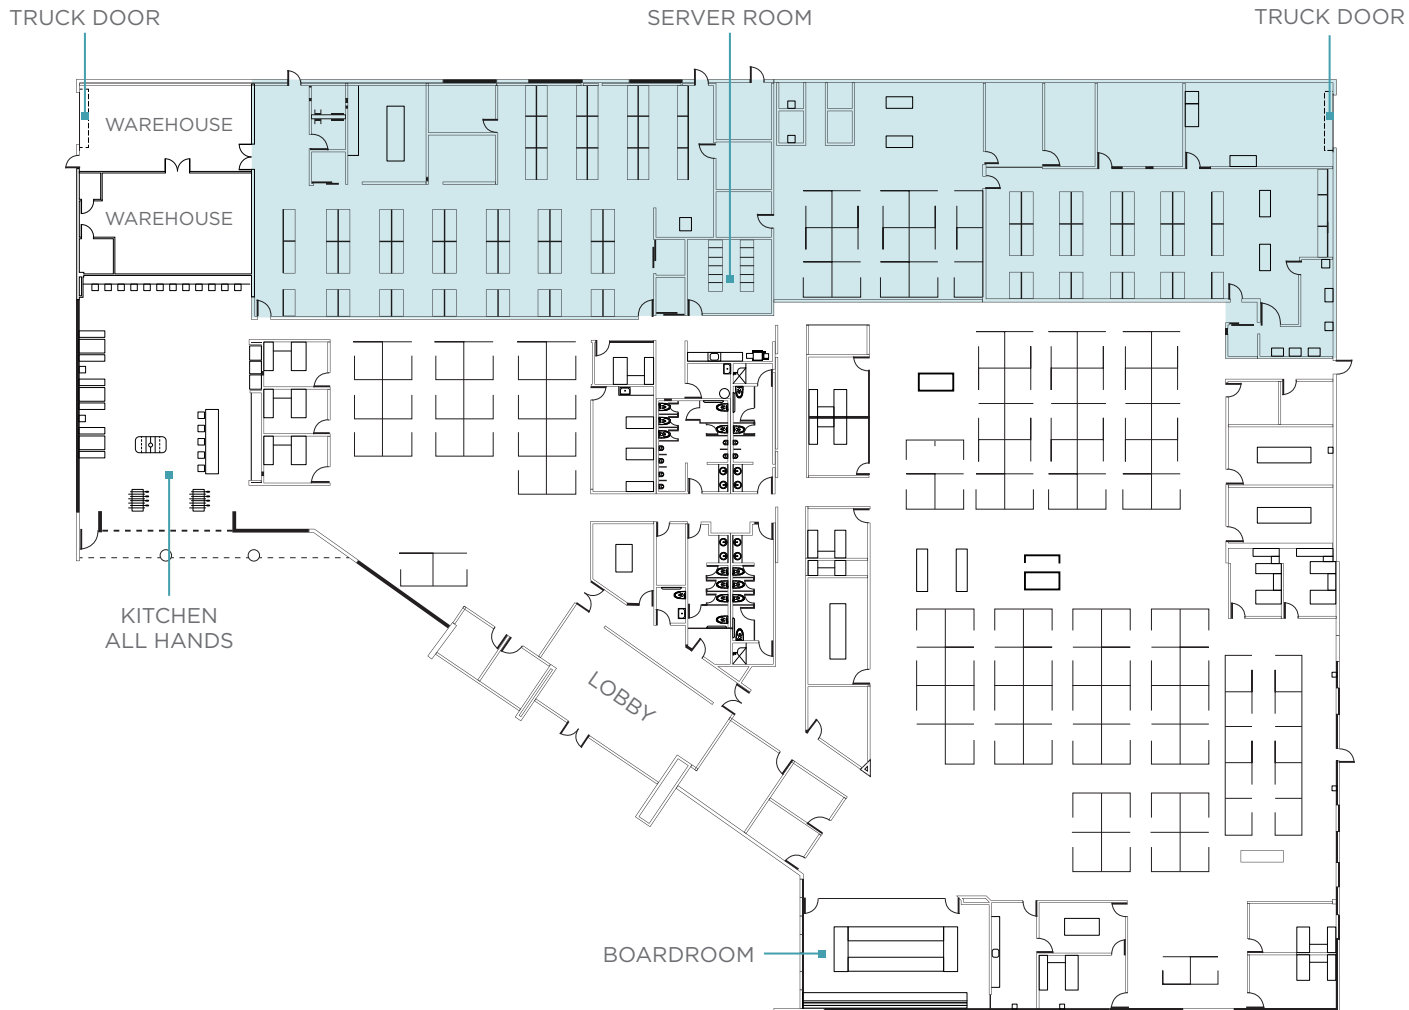 TRUCK DOOR
SERVER ROOM
TRUCK DOOR
WAREHOUSE
WAREHOUSE
KITCHEN
ALL HANDS
LOBBY
BOARDROOM